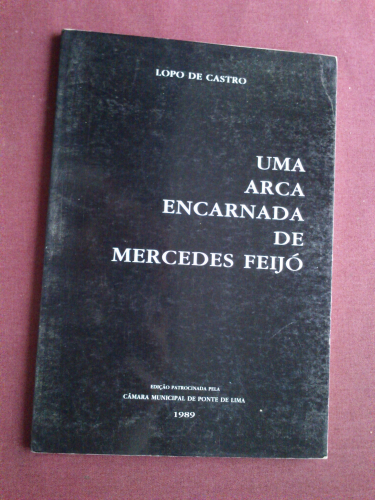 LOPO DE CASTRO
UMA
ARCA
ENCARNADA
DE
MERCEDES FEIJÓ
EDIÇÃO PATROCINADA PELA
CÂMARA MUNICIPAL DE PONTE DE LIMA
1989